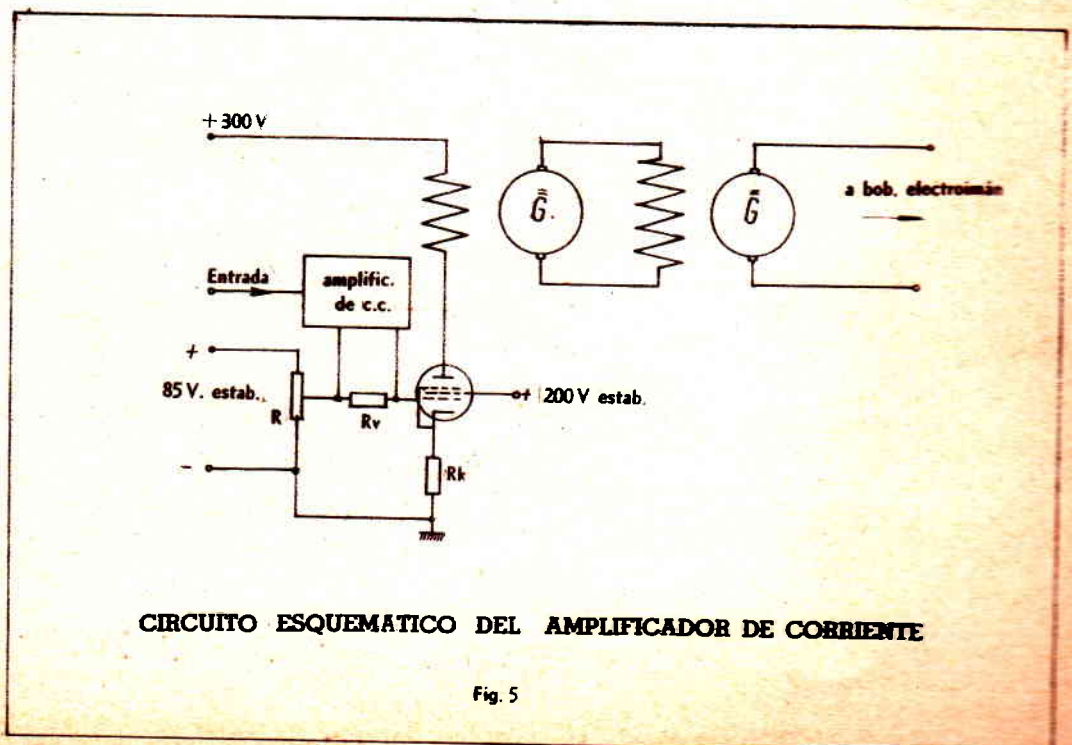 + 300 V
G
G
a bob. electroimán
Entrada
amplific.
de c.c.
+
85 V. estab.
R
Rv
+ 200 V estab.
-
Rk
CIRCUITO ESQUEMATICO DEL AMPLIFICADOR DE CORRIENTE
Fig. 5